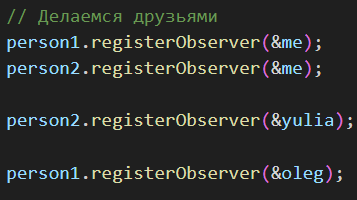 // Делаемся друзьями
person1.registerObserver(&me);
person2.registerObserver(&me);
person2.registerObserver(&yulia);
person1.registerObserver(&oleg);